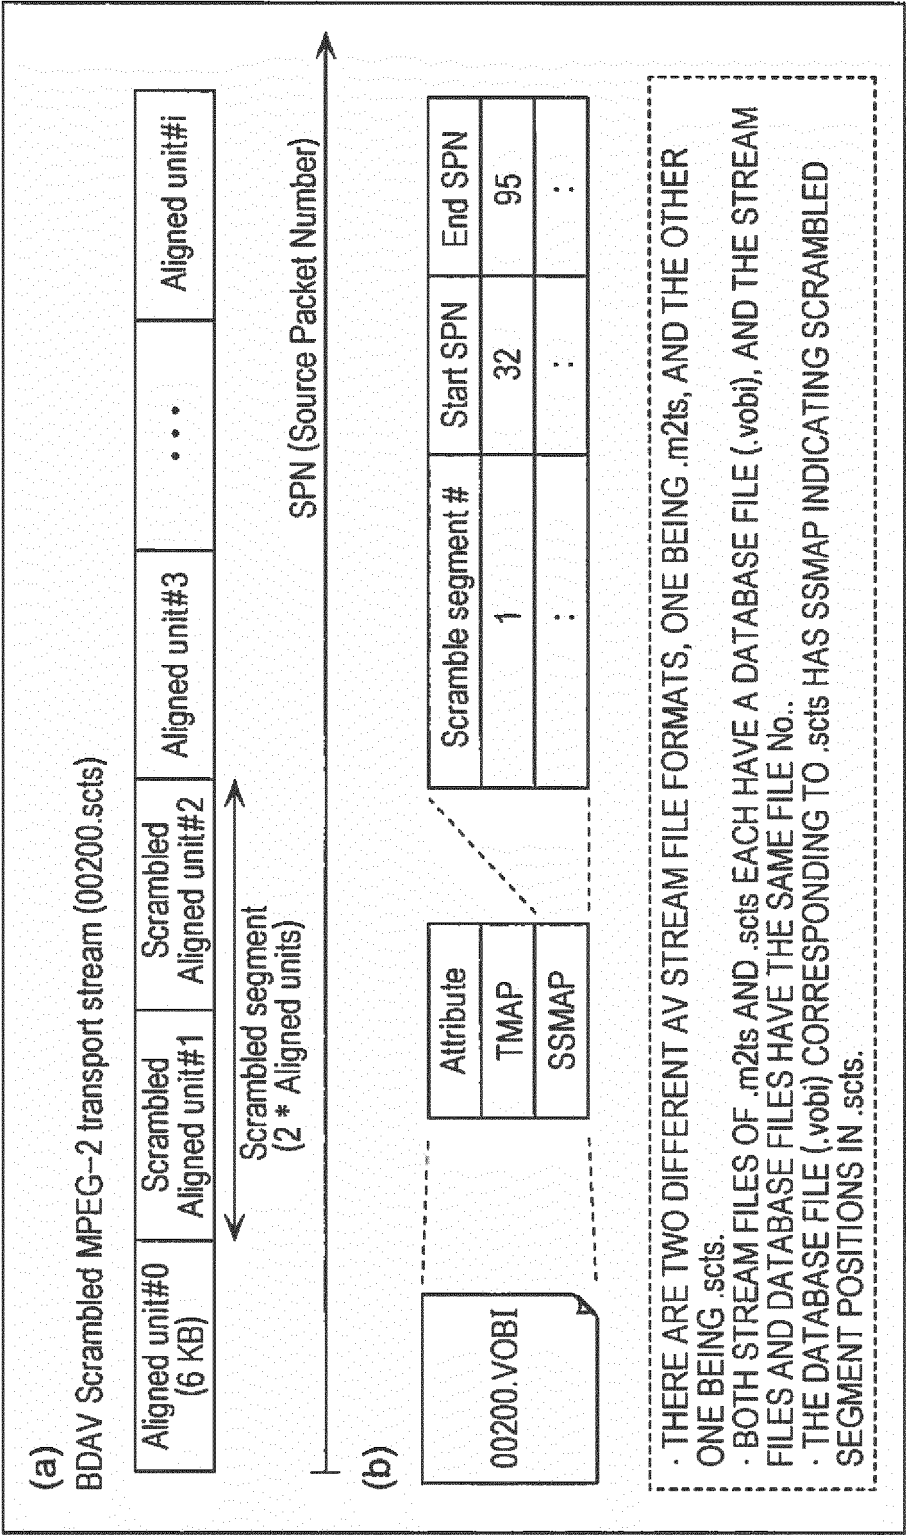 (a)
BDAV Scrambled MPEG-2 transport stream (00200.scts)
Aligned unit#0
(6 KB)
Scrambled
Aligned unit#1
Scrambled
Aligned unit#2
Aligned unit#3
• • •
Aligned unit#i
Scrambled segment
(2 * Aligned units)
SPN (Source Packet Number)
(b)
00200.VOBI
Attribute
TMAP
SSMAP
Scramble segment # Start SPN End SPN
1 32 95
: : :
· THERE ARE TWO DIFFERENT AV STREAM FILE FORMATS, ONE BEING .m2ts, AND THE OTHER
ONE BEING .scts.
· BOTH STREAM FILES OF .m2ts AND .scts EACH HAVE A DATABASE FILE (.vobi), AND THE STREAM
FILES AND DATABASE FILES HAVE THE SAME FILE No..
· THE DATABASE FILE (.vobi) CORRESPONDING TO .scts HAS SSMAP INDICATING SCRAMBLED
SEGMENT POSITIONS IN .scts.